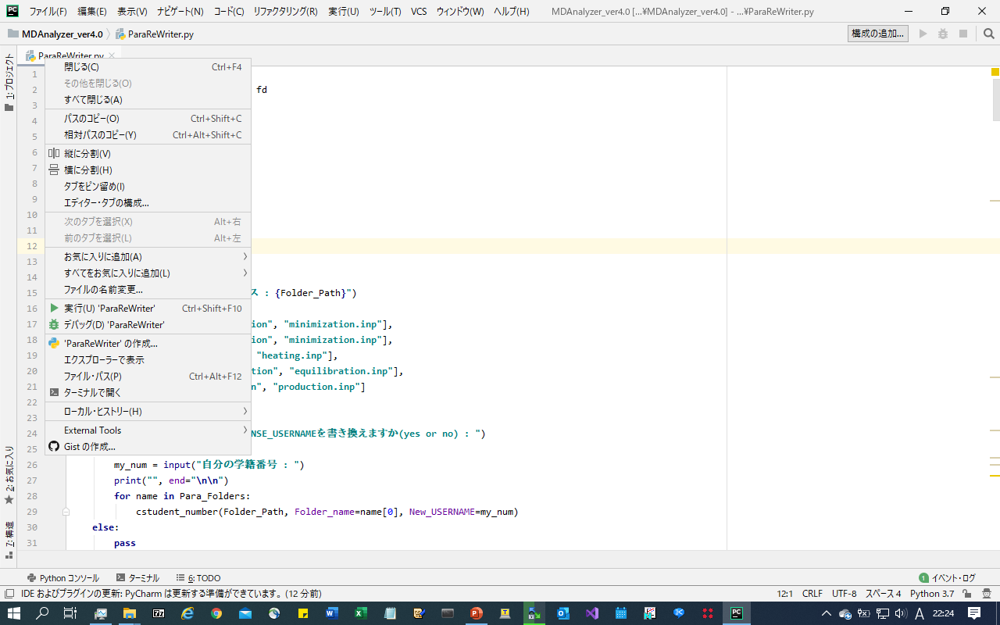 PC ファイル(F) 編集(E) 表示(V) ナビゲート(N) コード(C) リファクタリング(R) 実行(U) ツール(T) VCS ウィンドウ(W) ヘルプ(H) MDAnalyzer_ver4.0 [...¥MDAnalyzer_ver4.0] - ...¥ParaReWriter.py
MDAnalyzer_ver4.0 ParaReWriter.py 構成の追加...
ParaReWriter.py
1: プロジェクト
2: お気に入り
7: 構造
閉じる(C) Ctrl+F4
その他を閉じる(O)
すべて閉じる(A)
パスのコピー(O) Ctrl+Shift+C
相対パスのコピー(Y) Ctrl+Alt+Shift+C
縦に分割(V)
横に分割(H)
タブをピン留め(I)
エディター・タブの構成...
次のタブを選択(X) Alt+右
前のタブを選択(L) Alt+左
お気に入りに追加(A)
すべてをお気に入りに追加(L)
ファイルの名前変更...
実行(U) 'ParaReWriter' Ctrl+Shift+F10
デバッグ(D) 'ParaReWriter'
'ParaReWriter' の作成...
エクスプローラーで表示
ファイル・パス(P) Ctrl+Alt+F12
ターミナルで開く
ローカル・ヒストリー(H)
External Tools
Gist の作成...
1
2 fd
3
4
5
6
7
8
9
10
11
12
13
14
15 ス : {Folder_Path}")
16
17 ion", "minimization.inp"],
18 ion", "minimization.inp"],
19 "heating.inp"],
20 tion", "equilibration.inp"],
21 n", "production.inp"]
22
23
24 NSE_USERNAMEを書き換えますか(yes or no) : ")
25
26 my_num = input("自分の学籍番号 : ")
27 print("", end="\n\n")
28 for name in Para_Folders:
29 cstudent_number(Folder_Path, Folder_name=name[0], New_USERNAME=my_num)
30 else:
31 pass
Python コンソール ターミナル 6: TODO 1 イベント・ログ
IDE およびプラグインの更新: PyCharm は更新する準備ができています。 (12 分前) 12:1 CRLF UTF-8 スペース 4 Python 3.7
A 22:24